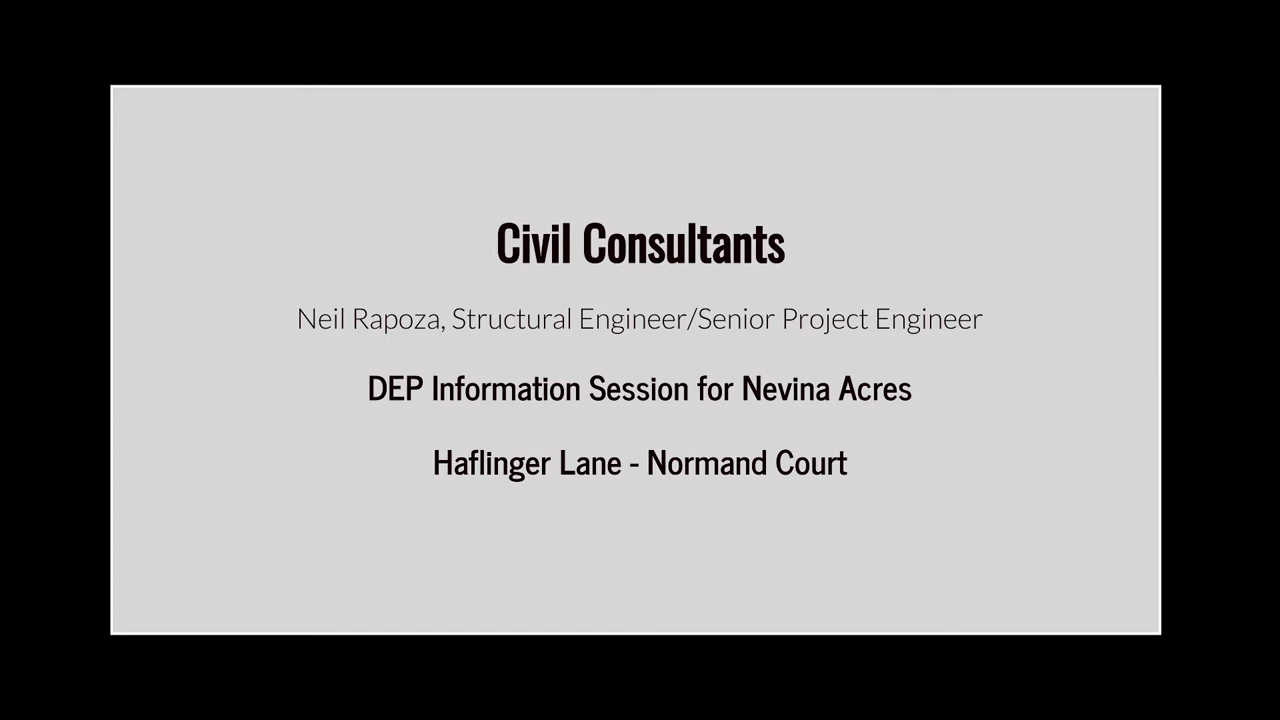 Civil Consultants
Neil Rapoza, Structural Engineer/Senior Project Engineer
DEP Information Session for Nevina Acres
Haflinger Lane - Normand Court